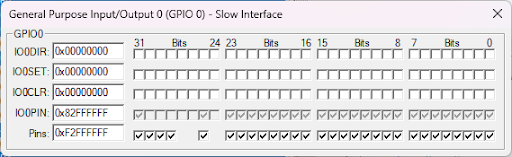 General Purpose Input/Output 0 (GPIO 0) - Slow Interface
GPIO0
31 Bits 24 23 Bits 16 15 Bits 8 7 Bits 0
IO0DIR: 0x00000000
IO0SET: 0x00000000
IO0CLR: 0x00000000
IO0PIN: 0x82FFFFFF
Pins: 0xF2FFFFFF